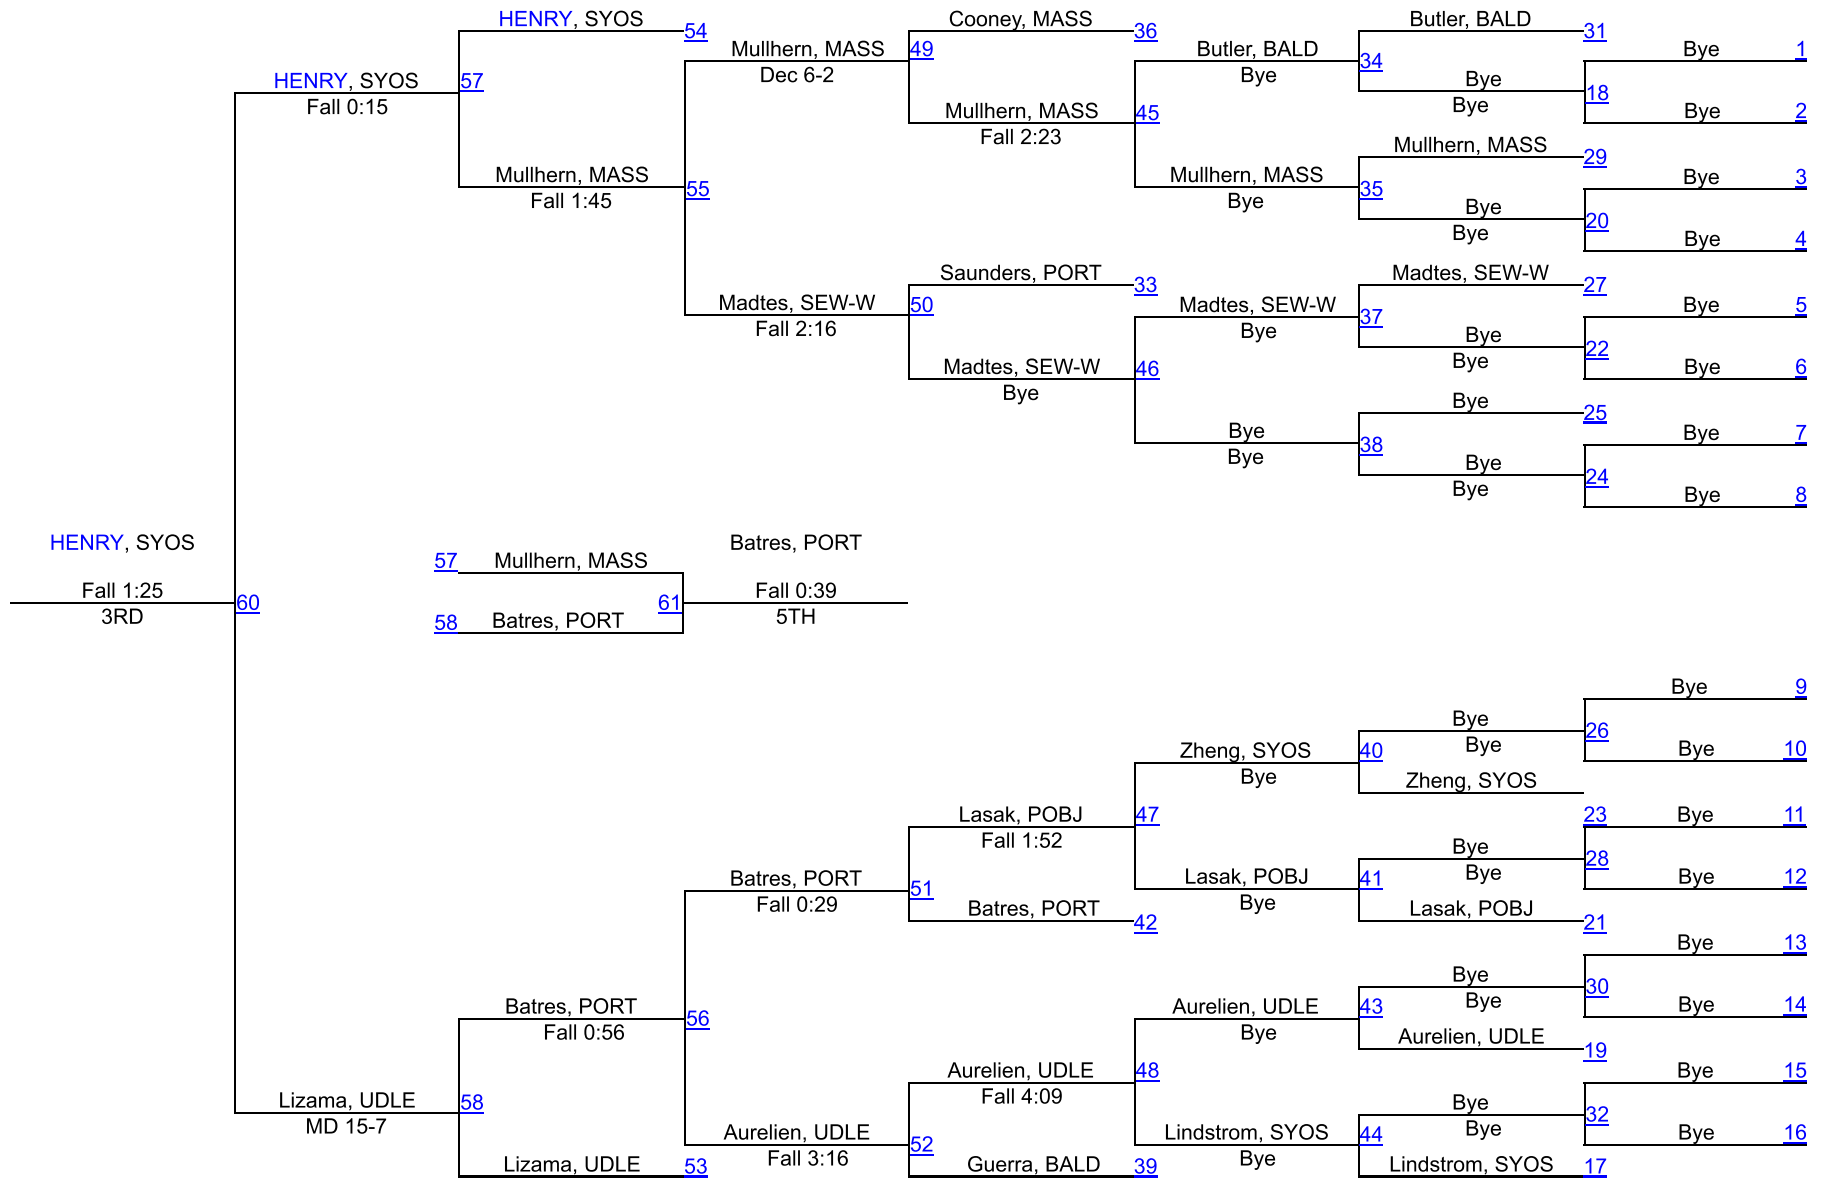 HENRY, SYOS 54 Cooney, MASS 36 Butler, BALD 31
Mullhern, MASS 49 Butler, BALD 34 Bye 1
HENRY, SYOS 57 Dec 6-2 Bye Bye 18
Fall 0:15 Mullhern, MASS 45 Bye Bye 2
Fall 2:23 Mullhern, MASS 29
Mullhern, MASS 55 Mullhern, MASS 35 Bye 3
Fall 1:45 Bye Bye 20
Bye Bye 4
Saunders, PORT 33 Madtes, SEW-W 27
Madtes, SEW-W 50 Madtes, SEW-W 37 Bye 5
Fall 2:16 Bye Bye 22
Madtes, SEW-W 46 Bye Bye 6
Bye Bye 25
Bye 38 Bye 7
Bye Bye 24
Bye Bye 8
HENRY, SYOS Batres, PORT
57 Mullhern, MASS
Fall 1:25 60 61 Fall 0:39
3RD 58 Batres, PORT 5TH
Bye 9
Bye 26
Zheng, SYOS 40 Bye Bye 10
Bye Zheng, SYOS
Lasak, POBJ 47 23 Bye 11
Fall 1:52 Bye 28
Batres, PORT 51 Lasak, POBJ 41 Bye Bye 12
Fall 0:29 Batres, PORT 42 Bye Lasak, POBJ 21
Bye 13
Bye 30
Batres, PORT 56 Aurelien, UDLE 43 Bye Bye 14
Fall 0:56 Bye Aurelien, UDLE 19
Aurelien, UDLE 48 Bye 15
Lizama, UDLE 58 Fall 4:09 Bye 32
MD 15-7 Aurelien, UDLE 52 Lindstrom, SYOS 44 Bye Bye 16
Fall 3:16 Bye
Lizama, UDLE 53 Guerra, BALD 39 Lindstrom, SYOS 17